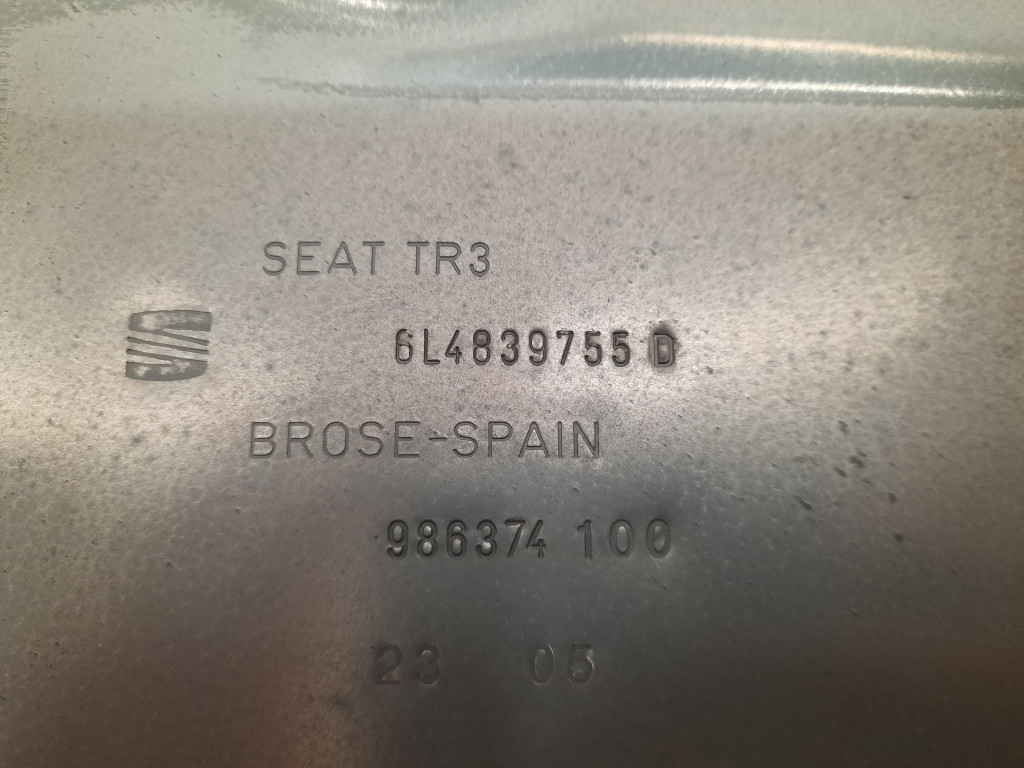 SEAT TR3
6L4839755 D
BROSE-SPAIN
986374 100
23 05